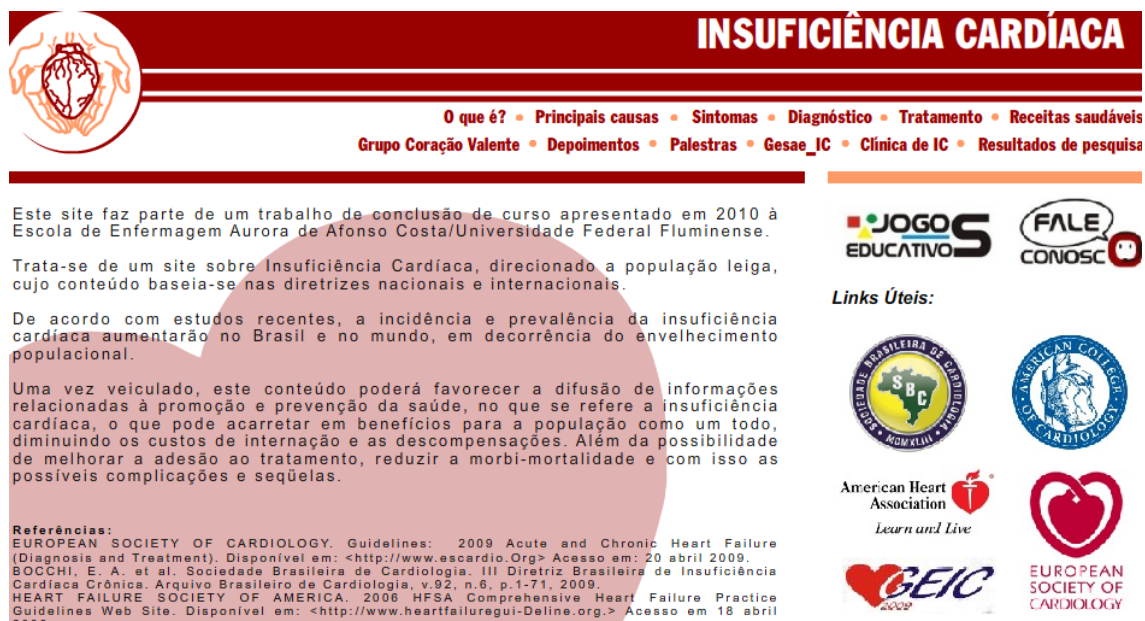 INSUFICIÊNCIA CARDÍACA
O que é? • Principais causas • Sintomas • Diagnóstico • Tratamento • Receitas saudáveis
Grupo Coração Valente • Depoimentos • Palestras • Gesae_IC • Clínica de IC • Resultados de pesquisa
Este site faz parte de um trabalho de conclusão de curso apresentado em 2010 à
Escola de Enfermagem Aurora de Afonso Costa/Universidade Federal Fluminense.
Trata-se de um site sobre Insuficiência Cardíaca, direcionado a população leiga,
cujo conteúdo baseia-se nas diretrizes nacionais e internacionais.
De acordo com estudos recentes, a incidência e prevalência da insuficiência
cardíaca aumentarão no Brasil e no mundo, em decorrência do envelhecimento
populacional.
Uma vez veiculado, este conteúdo poderá favorecer a difusão de informações
relacionadas à promoção e prevenção da saúde, no que se refere a insuficiência
cardíaca, o que pode acarretar em benefícios para a população como um todo,
diminuindo os custos de internação e as descompensações. Além da possibilidade
de melhorar a adesão ao tratamento, reduzir a morbi-mortalidade e com isso as
possíveis complicações e seqüelas.
Referências:
EUROPEAN SOCIETY OF CARDIOLOGY. Guidelines: 2009 Acute and Chronic Heart Failure
(Diagnosis and Treatment). Disponível em: <http://www.escardio.Org> Acesso em: 20 abril 2009.
BOCCHI, E. A. et al. Sociedade Brasileira de Cardiologia. III Diretriz Brasileira de Insuficiência
Cardíaca Crônica. Arquivo Brasileiro de Cardiologia, v.92, n.6, p.1-71, 2009.
HEART FAILURE SOCIETY OF AMERICA. 2006 HFSA Comprehensive Heart Failure Practice
Guidelines Web Site. Disponível em: <http://www.heartfailuregui-Deline.org.> Acesso em 18 abril
JOGOS
EDUCATIVOS
FALE
CONOSCO
Links Úteis:
SOCIEDADE BRASILEIRA DE CARDIOLOGIA
SBC
MCMXLIII
AMERICAN COLLEGE
OF CARDIOLOGY
American Heart
Association
Learn and Live
GEIC
2009
EUROPEAN
SOCIETY OF
CARDIOLOGY